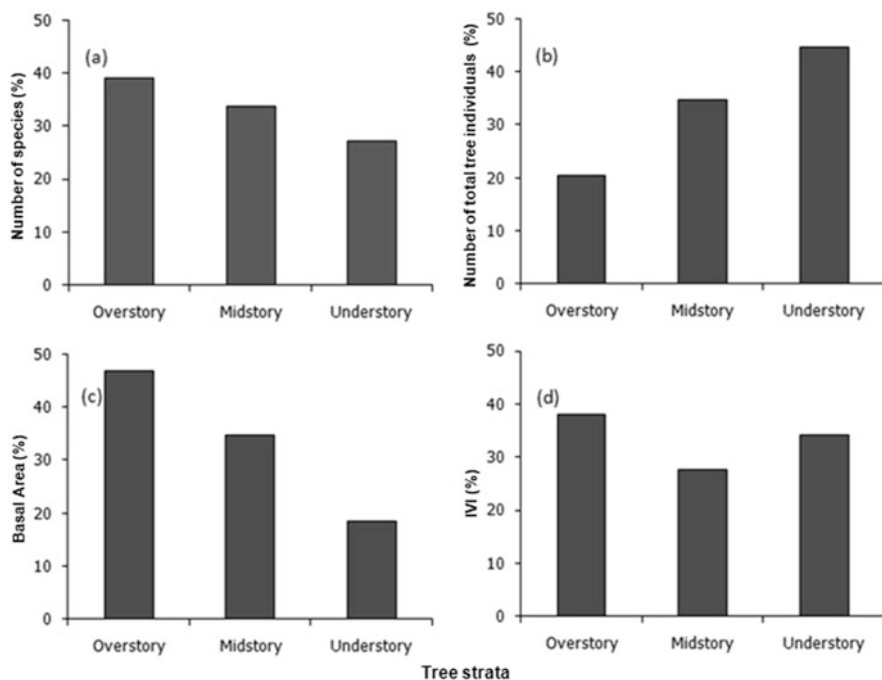 (a)
Number of species (%)
50
40
30
20
10
0
Overstory Midstory Understory
(b)
Number of total tree individuals (%)
50
40
30
20
10
0
Overstory Midstory Understory
(c)
Basal Area (%)
50
40
30
20
10
0
Overstory Midstory Understory
(d)
IVI (%)
50
40
30
20
10
0
Overstory Midstory Understory
Tree strata